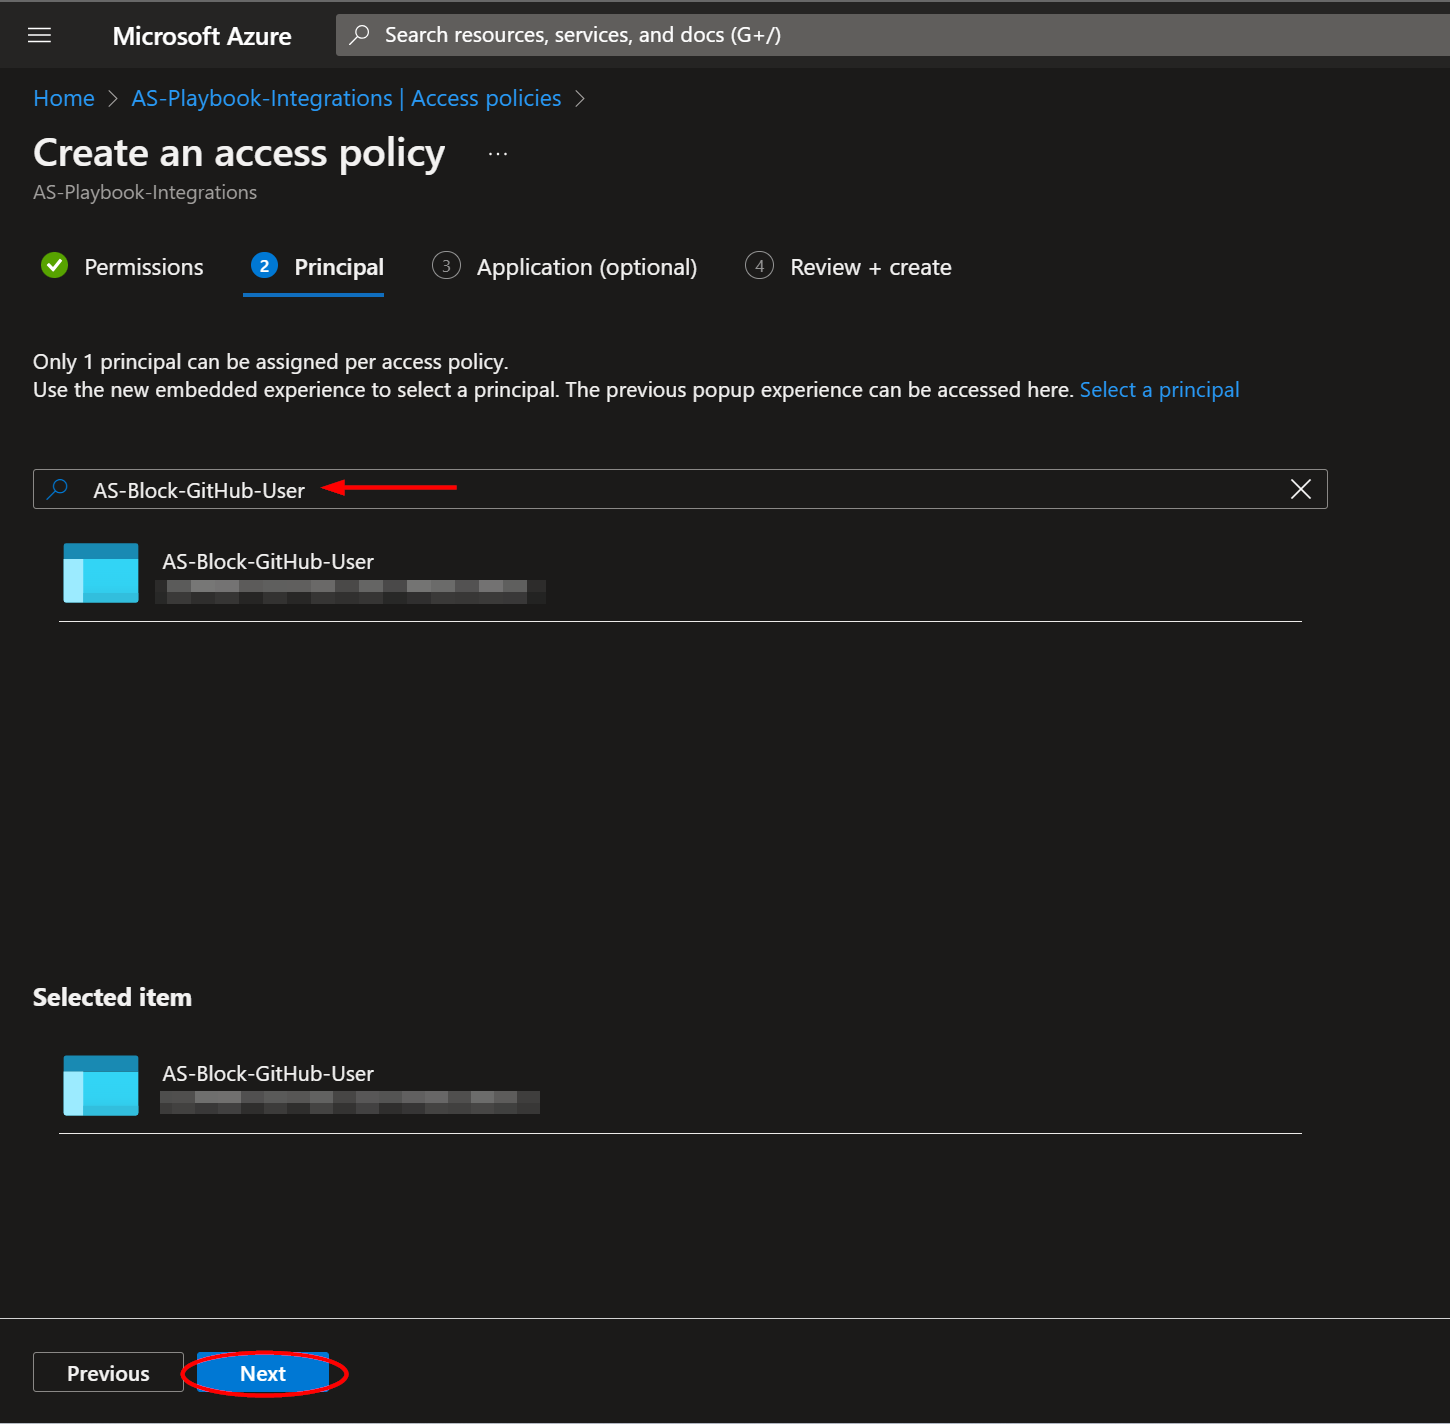 Microsoft Azure
Search resources, services, and docs (G+/)
Home > AS-Playbook-Integrations | Access policies >
Create an access policy ...
AS-Playbook-Integrations
Permissions 2 Principal 3 Application (optional) 4 Review + create
Only 1 principal can be assigned per access policy.
Use the new embedded experience to select a principal. The previous popup experience can be accessed here. Select a principal
AS-Block-GitHub-User
AS-Block-GitHub-User
Selected item
AS-Block-GitHub-User
Previous Next